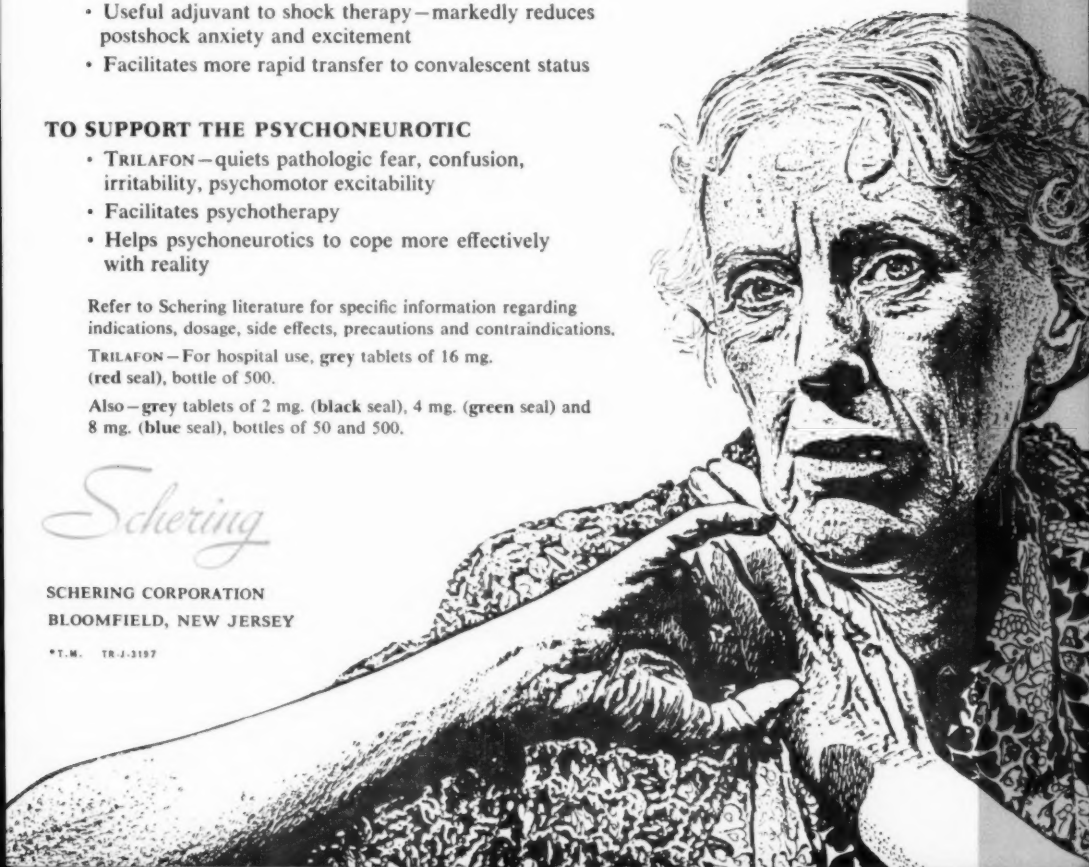 • Useful adjuvant to shock therapy—markedly reduces
postshock anxiety and excitement
• Facilitates more rapid transfer to convalescent status
TO SUPPORT THE PSYCHONEUROTIC
• TRILAFON—quiets pathologic fear, confusion,
irritability, psychomotor excitability
• Facilitates psychotherapy
• Helps psychoneurotics to cope more effectively
with reality
Refer to Schering literature for specific information regarding
indications, dosage, side effects, precautions and contraindications.
TRILAFON—For hospital use, grey tablets of 16 mg.
(red seal), bottle of 500.
Also—grey tablets of 2 mg. (black seal), 4 mg. (green seal) and
8 mg. (blue seal), bottles of 50 and 500.
Schering
SCHERING CORPORATION
BLOOMFIELD, NEW JERSEY
*T.M. TR-J-3197